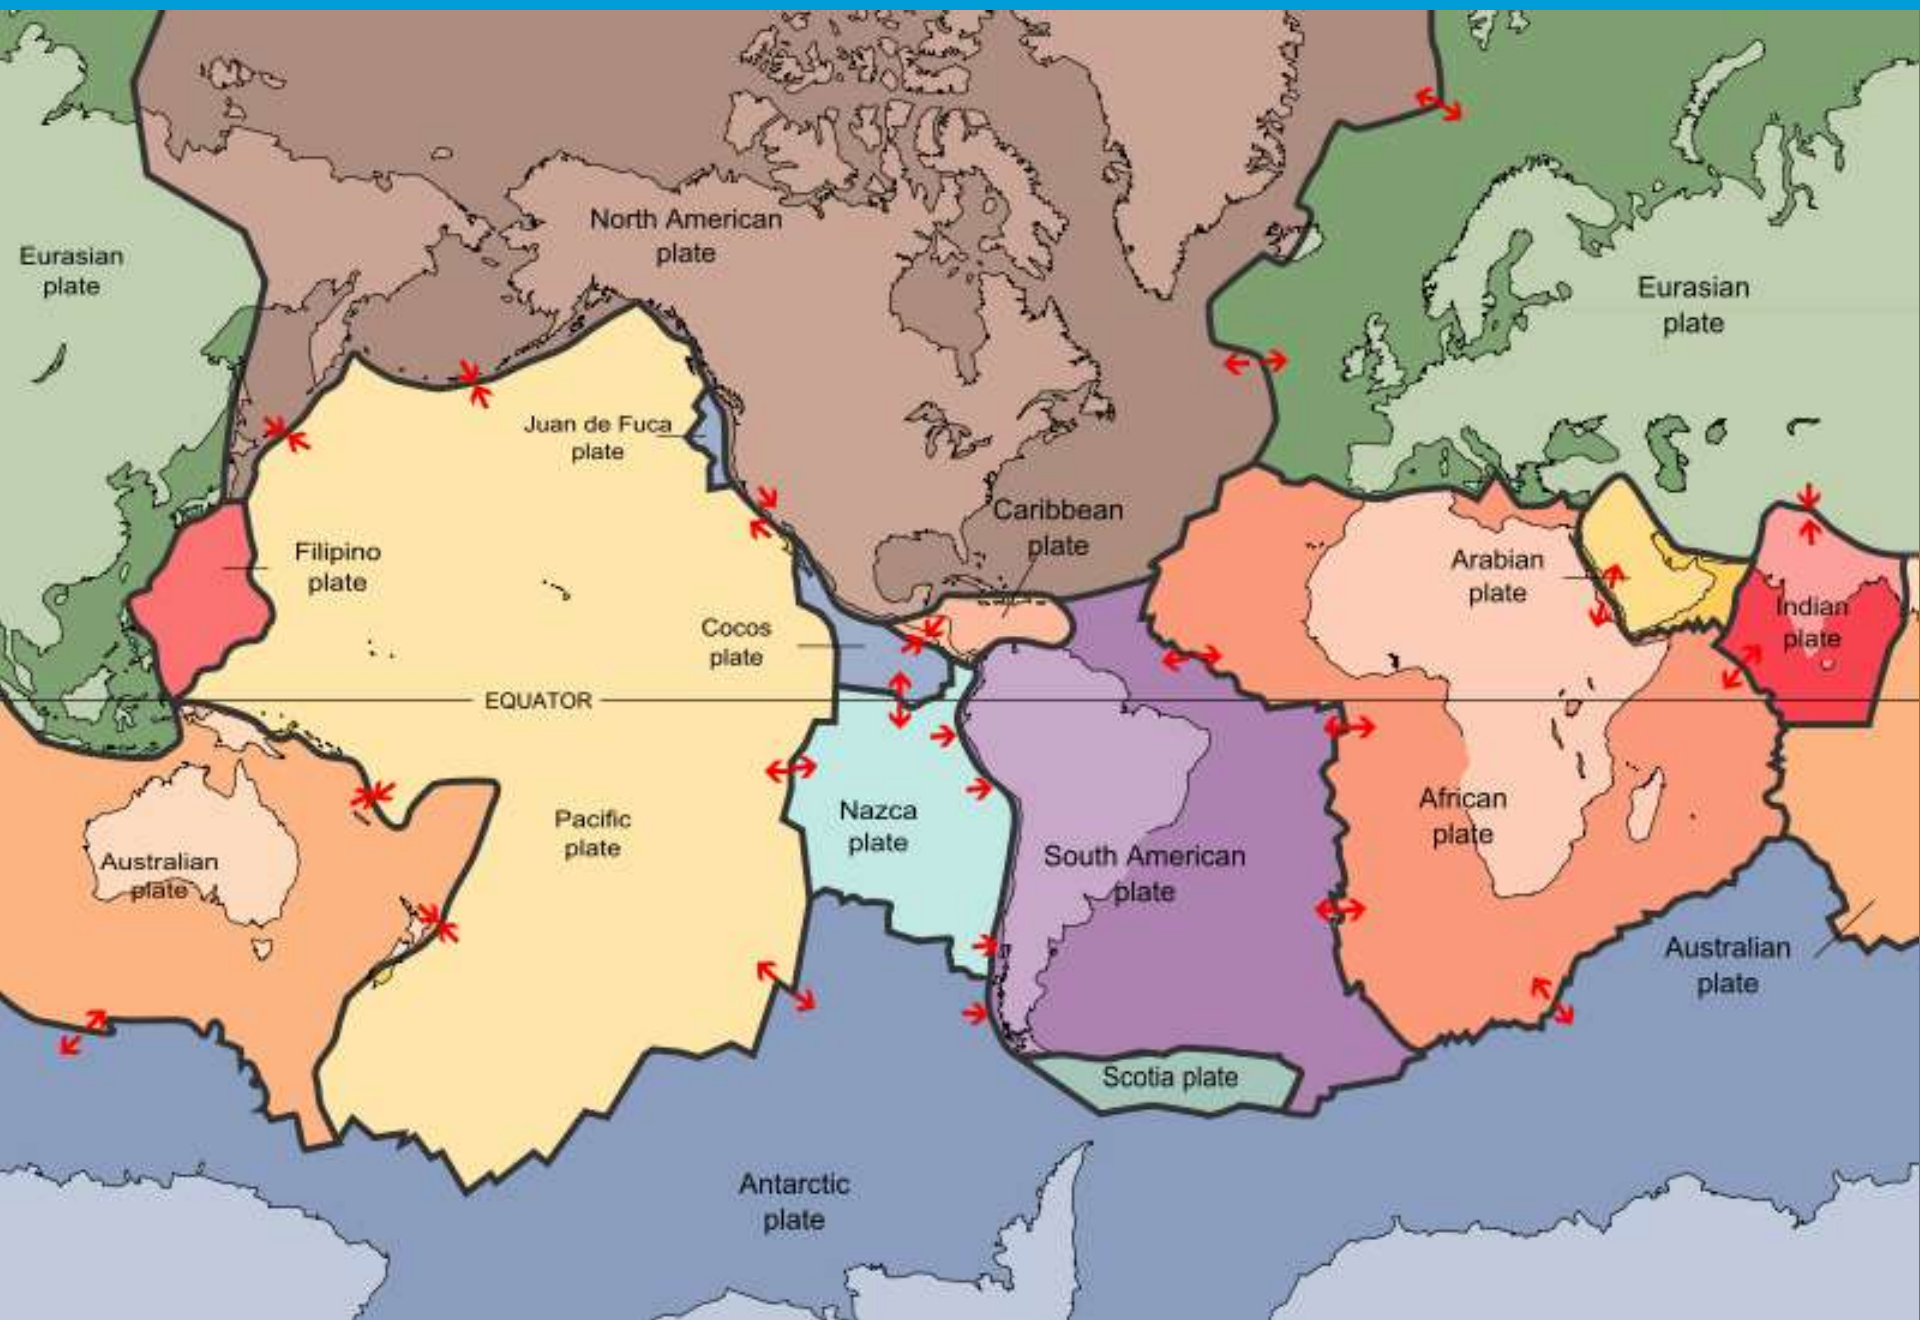 North American
plate
Eurasian
plate
Eurasian
plate
Juan de Fuca
plate
Caribbean
plate
Filipino
plate
Arabian
plate
Indian
plate
Cocos
plate
EQUATOR
Nazca
plate
Pacific
plate
African
plate
Australian
plate
South American
plate
Australian
plate
Scotia plate
Antarctic
plate